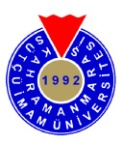 KAHRAMANMARAŞ
SÜTÇÜ İMAM ÜNİVERSİTESİ
1992